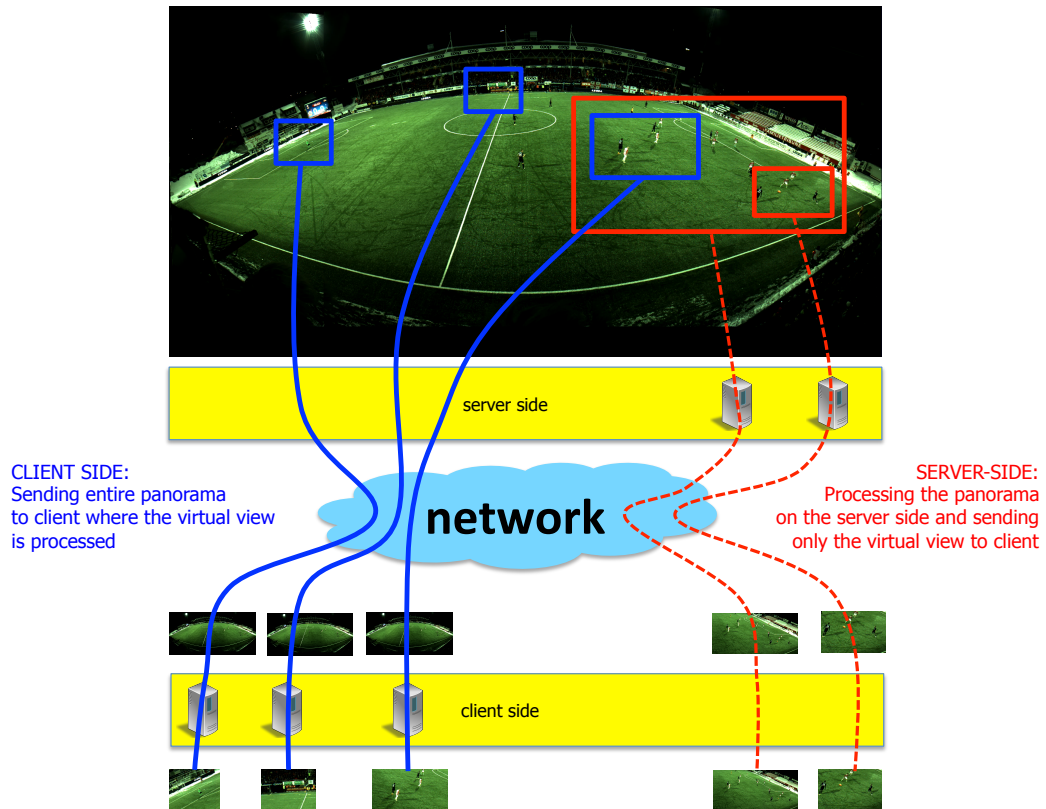 server side
CLIENT SIDE:
Sending entire panorama
to client where the virtual view
is processed
network
SERVER-SIDE:
Processing the panorama
on the server side and sending
only the virtual view to client
client side